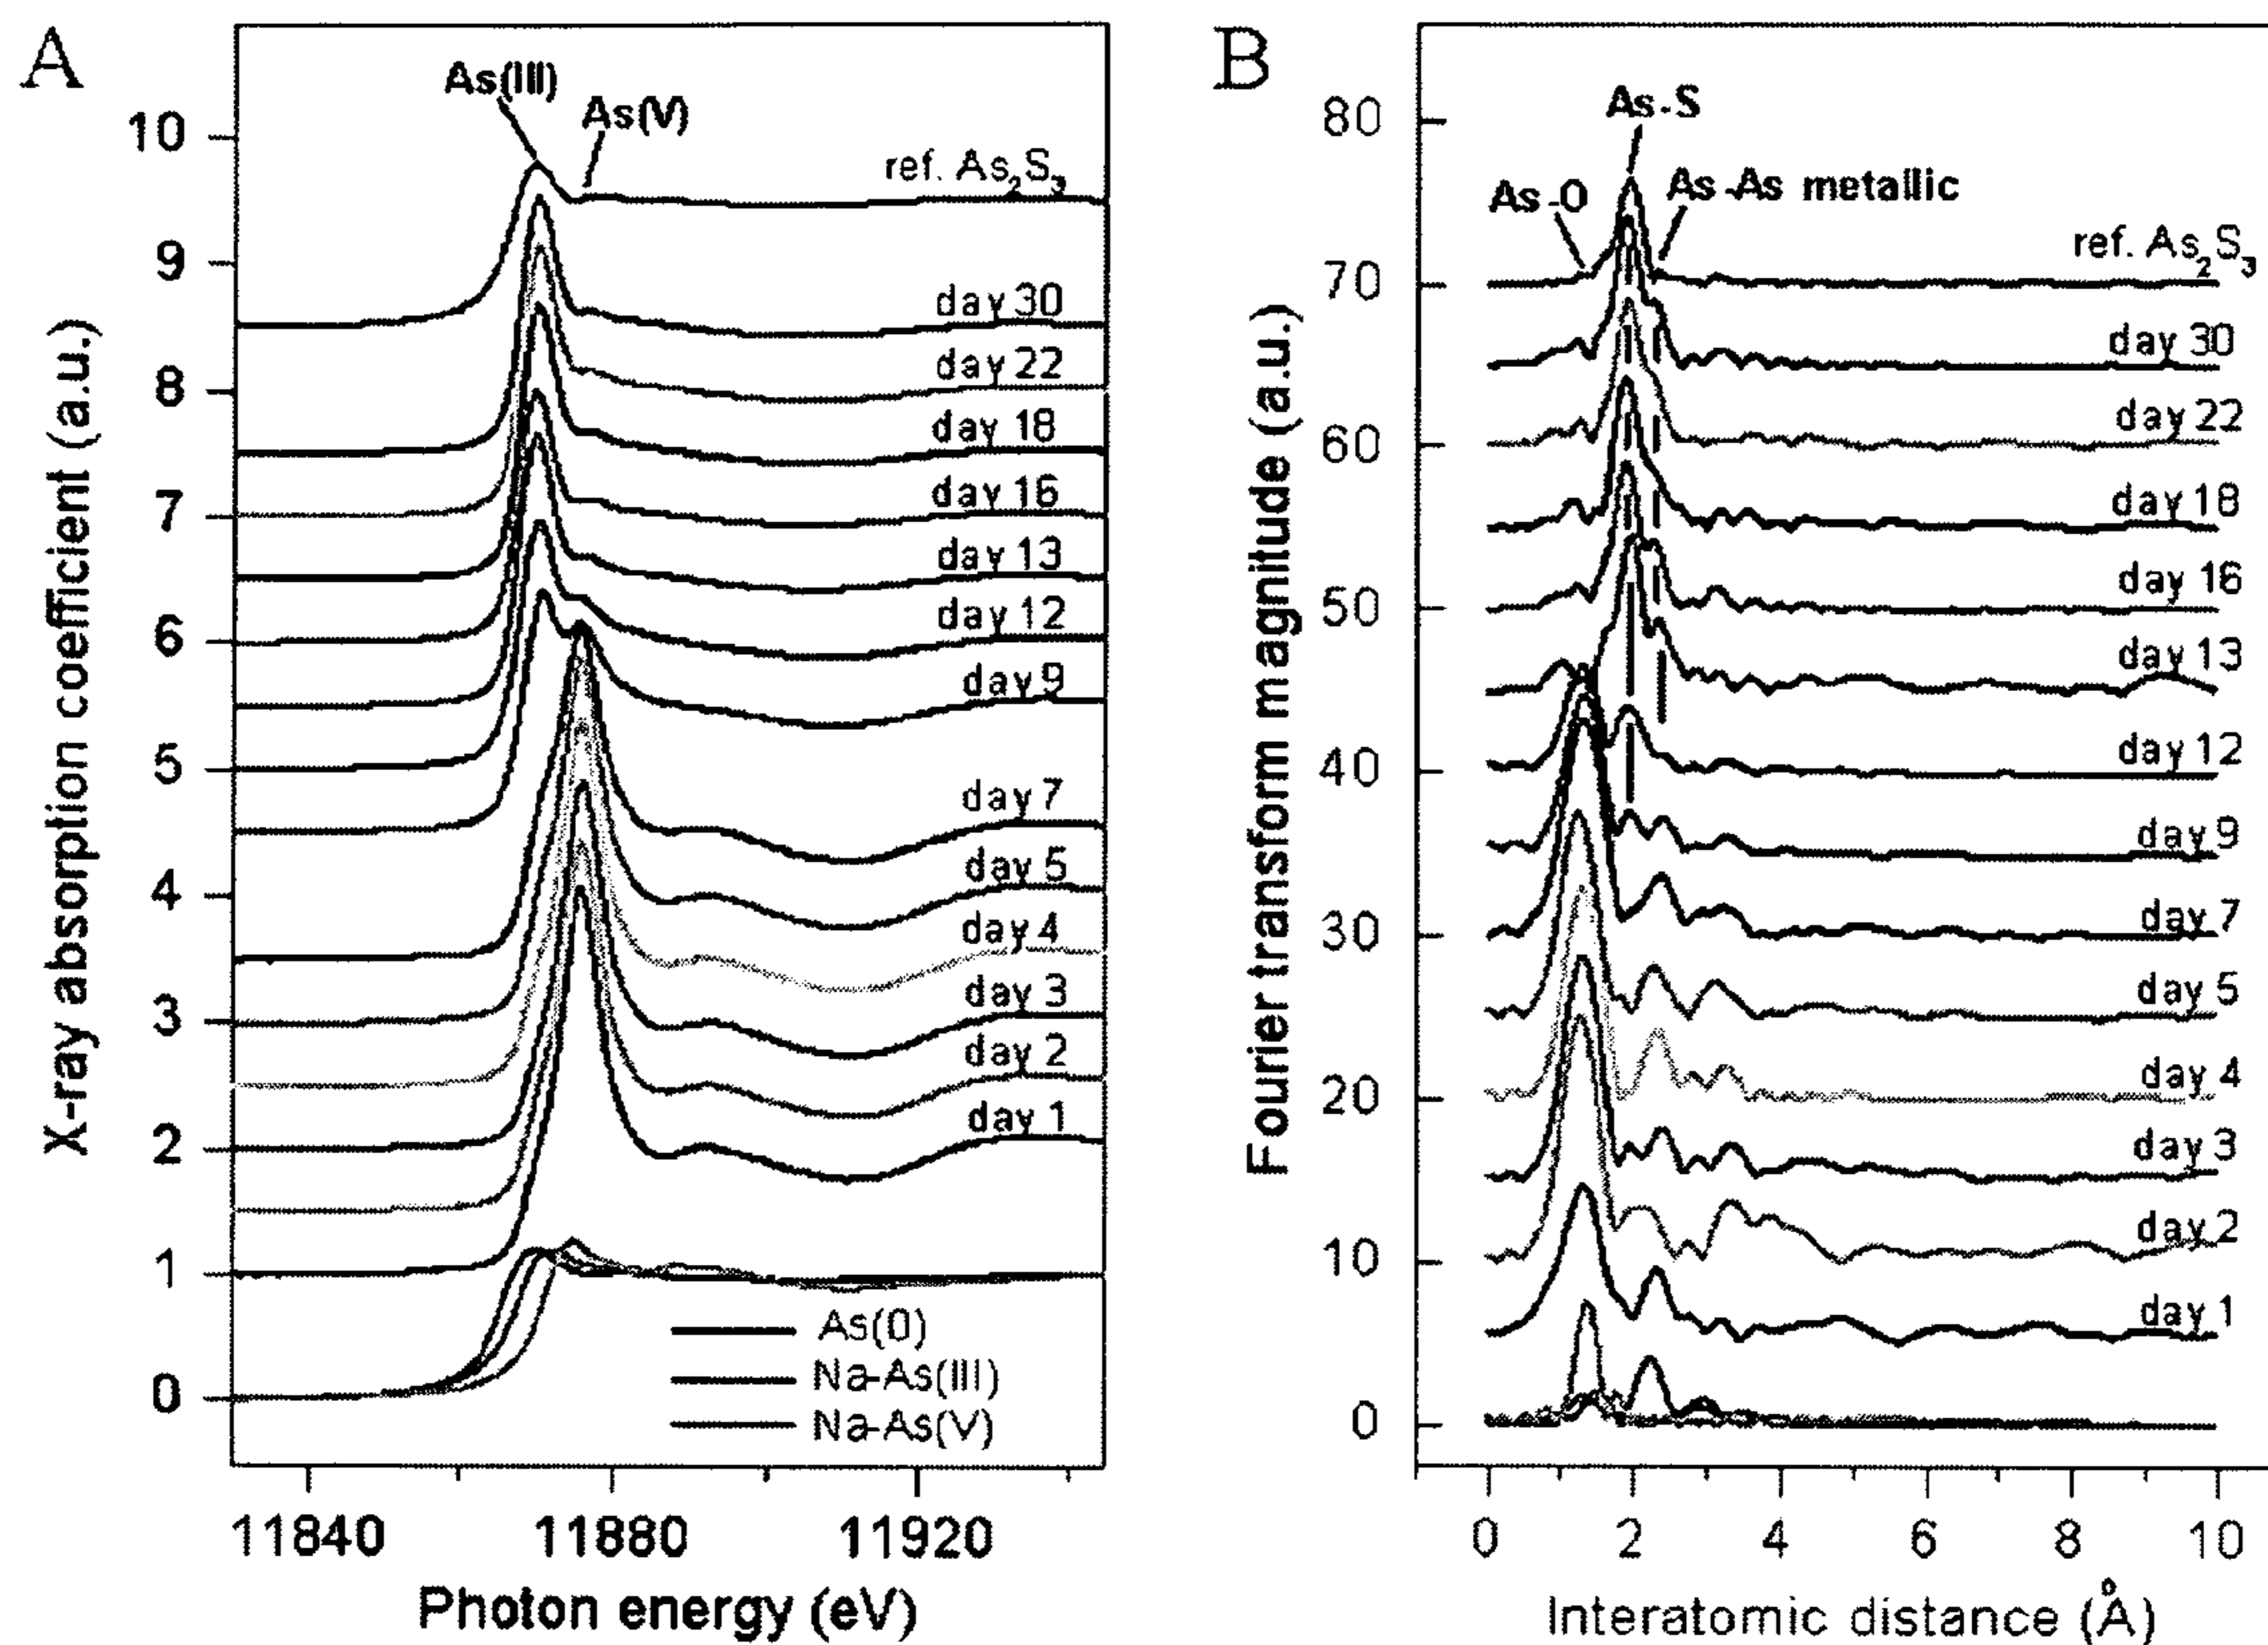 A
As(III)
As(V)
ref. As2S3
day 30
day 22
day 18
day 16
day 13
day 12
day 9
day 7
day 5
day 4
day 3
day 2
day 1
As(0)
Na-As(III)
Na-As(V)
10
9
8
7
6
5
4
3
2
1
0
X-ray absorption coefficient (a.u.)
11840
11880
11920
Photon energy (eV)
B
As-S
As-O
As-As metallic
ref. As2S3
day 30
day 22
day 18
day 16
day 13
day 12
day 9
day 7
day 5
day 4
day 3
day 2
day 1
80
70
60
50
40
30
20
10
0
Fourier transform magnitude (a.u.)
0
2
4
6
8
10
Interatomic distance (Å)